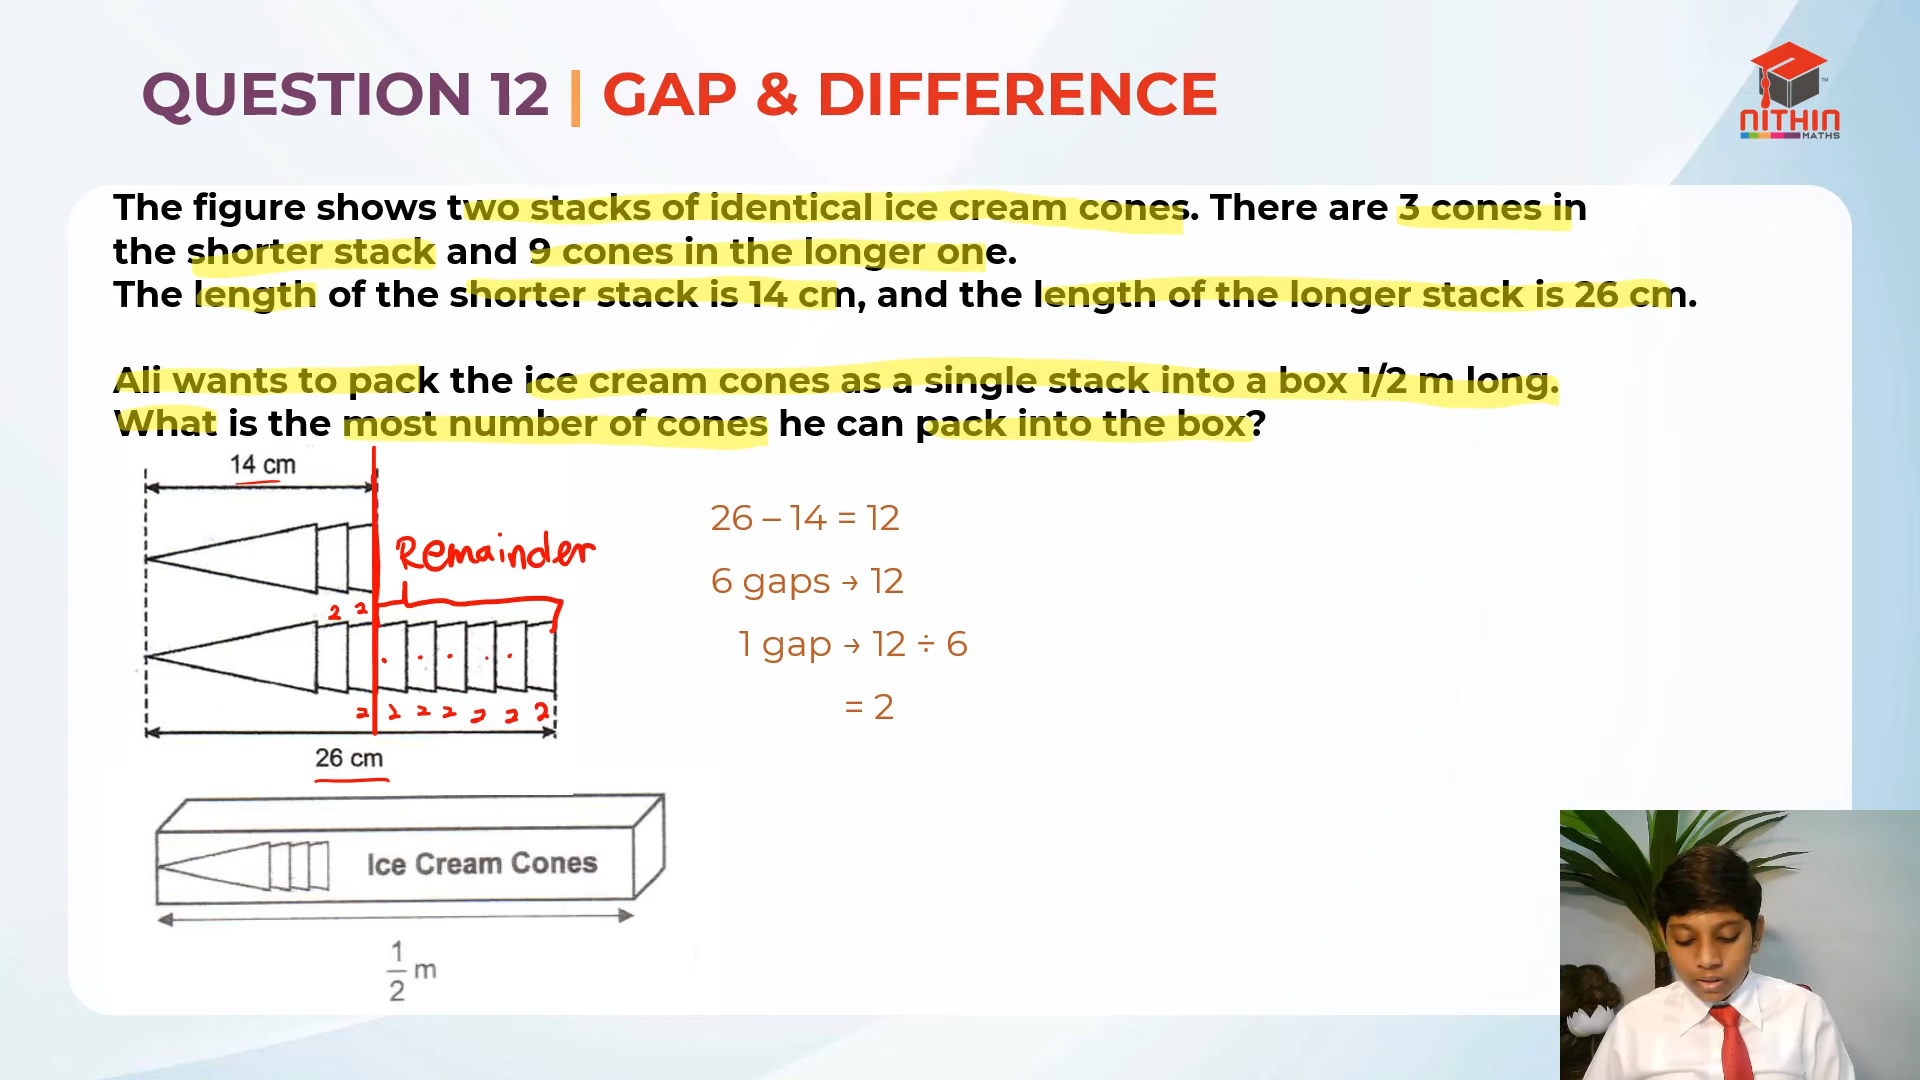 QUESTION 12 | GAP & DIFFERENCE
NITHIN
MATHS
TM
The figure shows two stacks of identical ice cream cones. There are 3 cones in
the shorter stack and 9 cones in the longer one.
The length of the shorter stack is 14 cm, and the length of the longer stack is 26 cm.
Ali wants to pack the ice cream cones as a single stack into a box 1/2 m long.
What is the most number of cones he can pack into the box?
14 cm
Remainder
2 2
2 2 2 2 2 2 2
26 cm
26 – 14 = 12
6 gaps → 12
1 gap → 12 ÷ 6
= 2
Ice Cream Cones
1/2 m